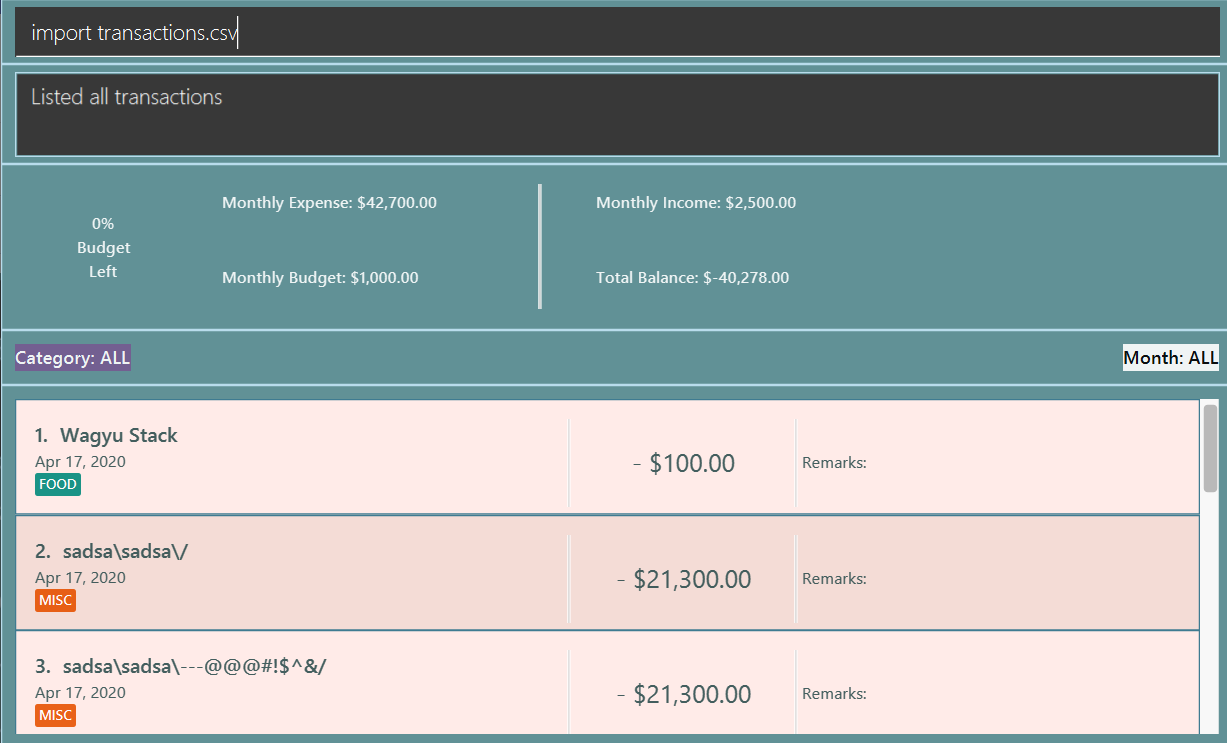 import transactions.csv
Listed all transactions
0%
Budget
Left
Monthly Expense: $42,700.00
Monthly Budget: $1,000.00
Monthly Income: $2,500.00
Total Balance: $-40,278.00
Category: ALL
Month: ALL
1. Wagyu Stack
Apr 17, 2020
FOOD
- $100.00
Remarks:
2. sadsa\sadsa\/
Apr 17, 2020
MISC
- $21,300.00
Remarks:
3. sadsa\sadsa\---@@@#!$^&/
Apr 17, 2020
MISC
- $21,300.00
Remarks: